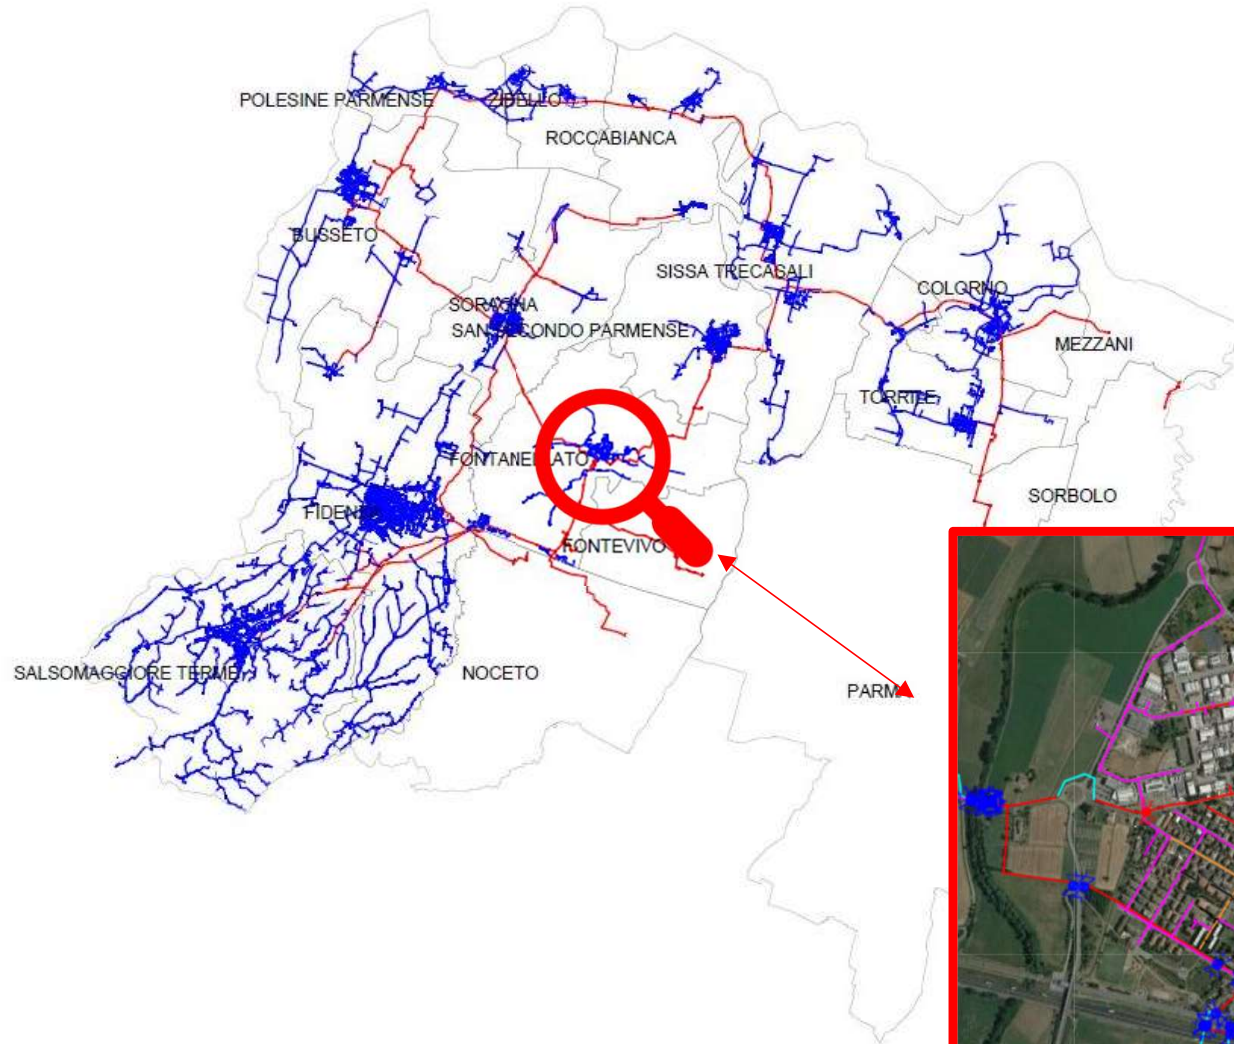 POLESINE PARMENSE
ZIBELLO
ROCCABIANCA
BUSSETO
SISSA TRECASALI
COLORNO
SORAGNA
SAN SECONDO PARMENSE
MEZZANI
TORRILE
FONTANELLATO
SORBOLO
FIDENZA
FONTEVIVO
SALSOMAGGIORE TERME
NOCETO
PARMA